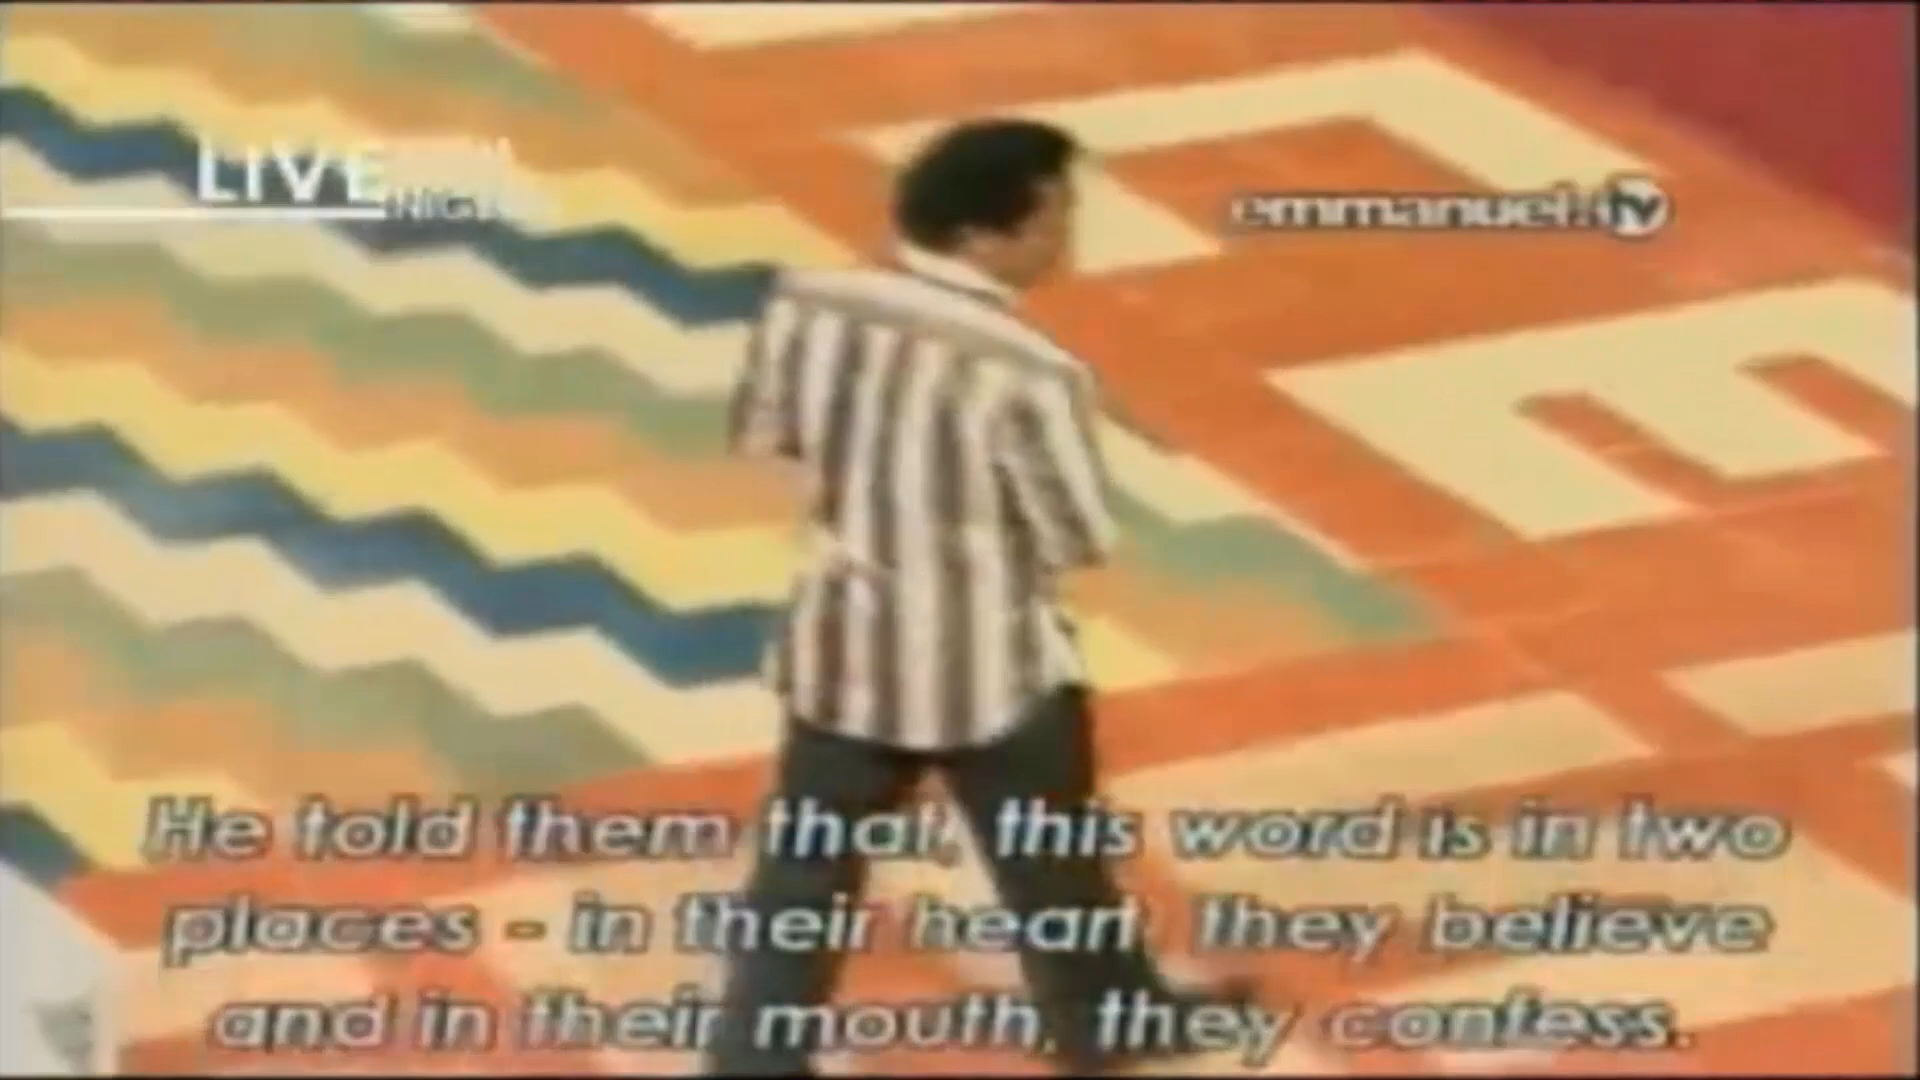 LIVE
emmanuel.tv
He told them that, this word is in two
places - in their heart, they believe
and in their mouth, they confess.